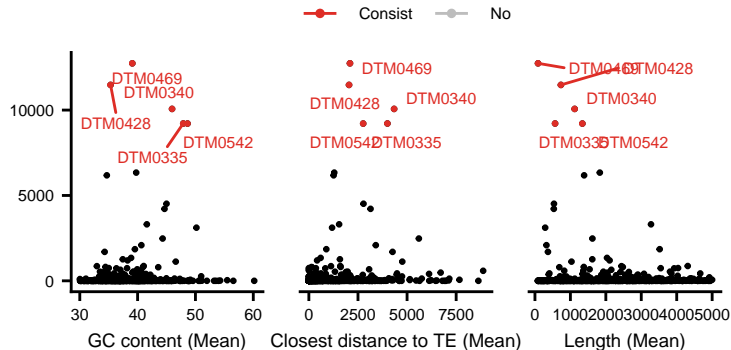 Consist No
DTM0469
DTM0340
DTM0428
DTM0335
DTM0542
DTM0469
DTM0428
DTM0340
DTM0542
DTM0335
DTM0469
DTM0428
DTM0340
DTM0335
DTM0542
10000
5000
0
30 40 50 60
0 2500 5000 7500
0 1000 2000 3000 4000 5000
GC content (Mean) Closest distance to TE (Mean) Length (Mean)